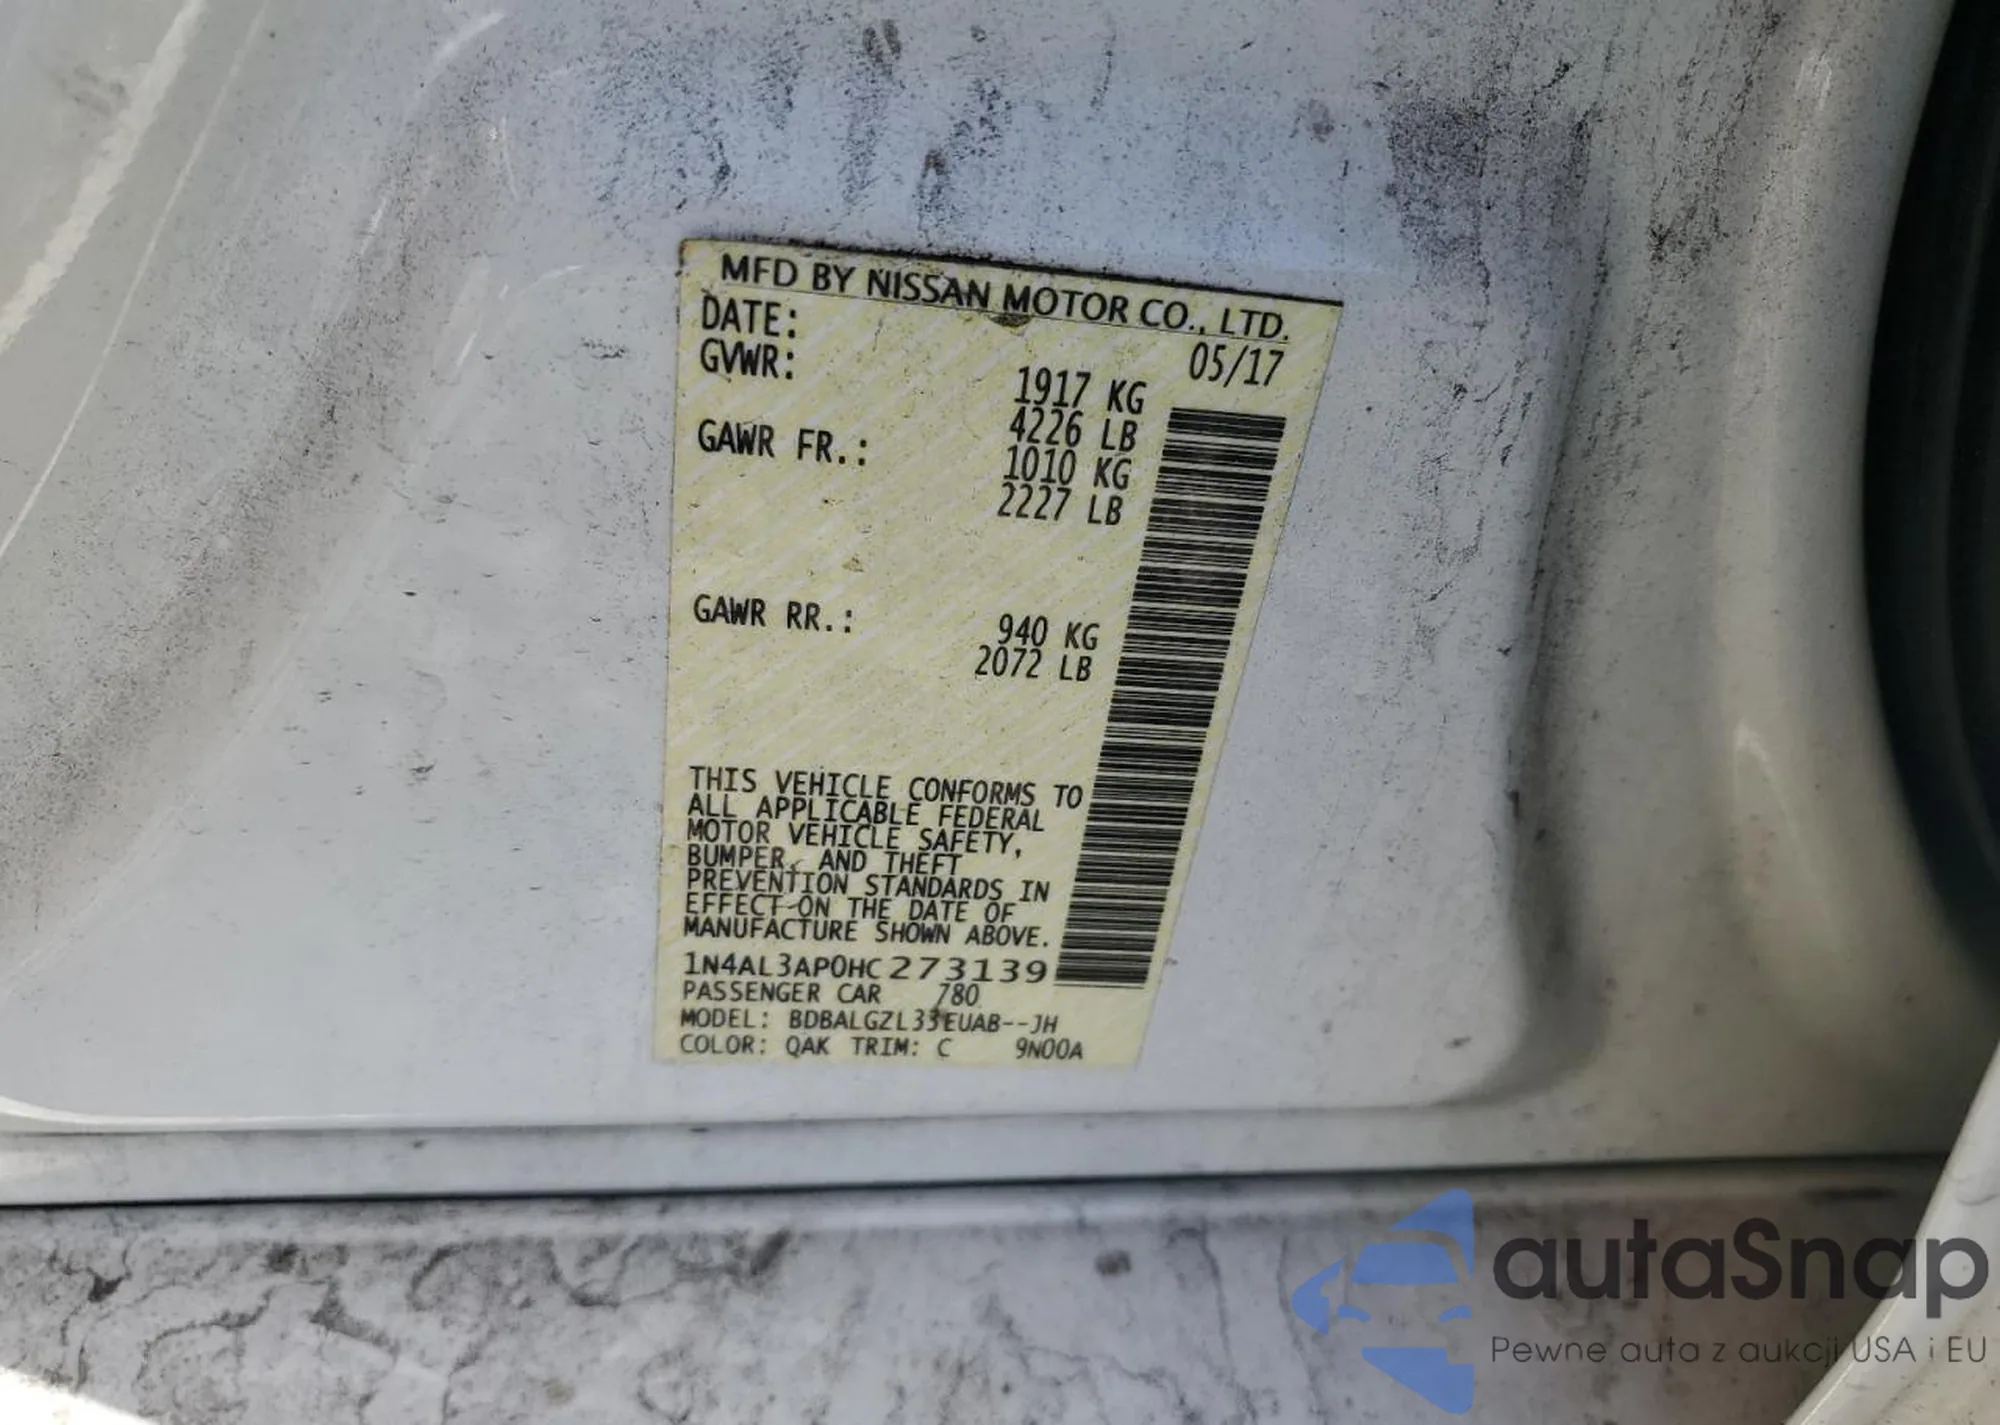 MFD BY NISSAN MOTOR CO., LTD.
DATE: 05/17
GVWR: 1917 KG
4226 LB
GAWR FR.: 1010 KG
2227 LB
GAWR RR.: 940 KG
2072 LB
THIS VEHICLE CONFORMS TO
ALL APPLICABLE FEDERAL
MOTOR VEHICLE SAFETY,
BUMPER, AND THEFT
PREVENTION STANDARDS IN
EFFECT ON THE DATE OF
MANUFACTURE SHOWN ABOVE.
1N4AL3AP0HC273139
PASSENGER CAR 780
MODEL: BDBALGZL33EUAB--JH
COLOR: QAK TRIM: C 9N00A
autaSnap
Pewne auta z aukcji USA i EU